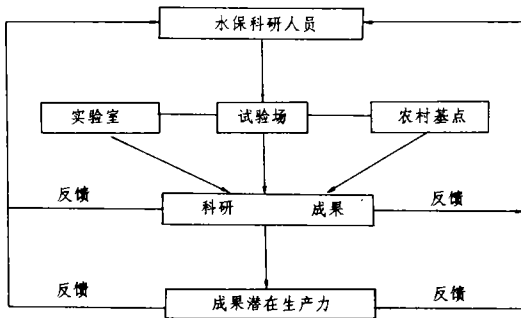 水保科研人员
实验室
试验场
农村基点
反馈
科研 成果
反馈
反馈
成果潜在生产力
反馈